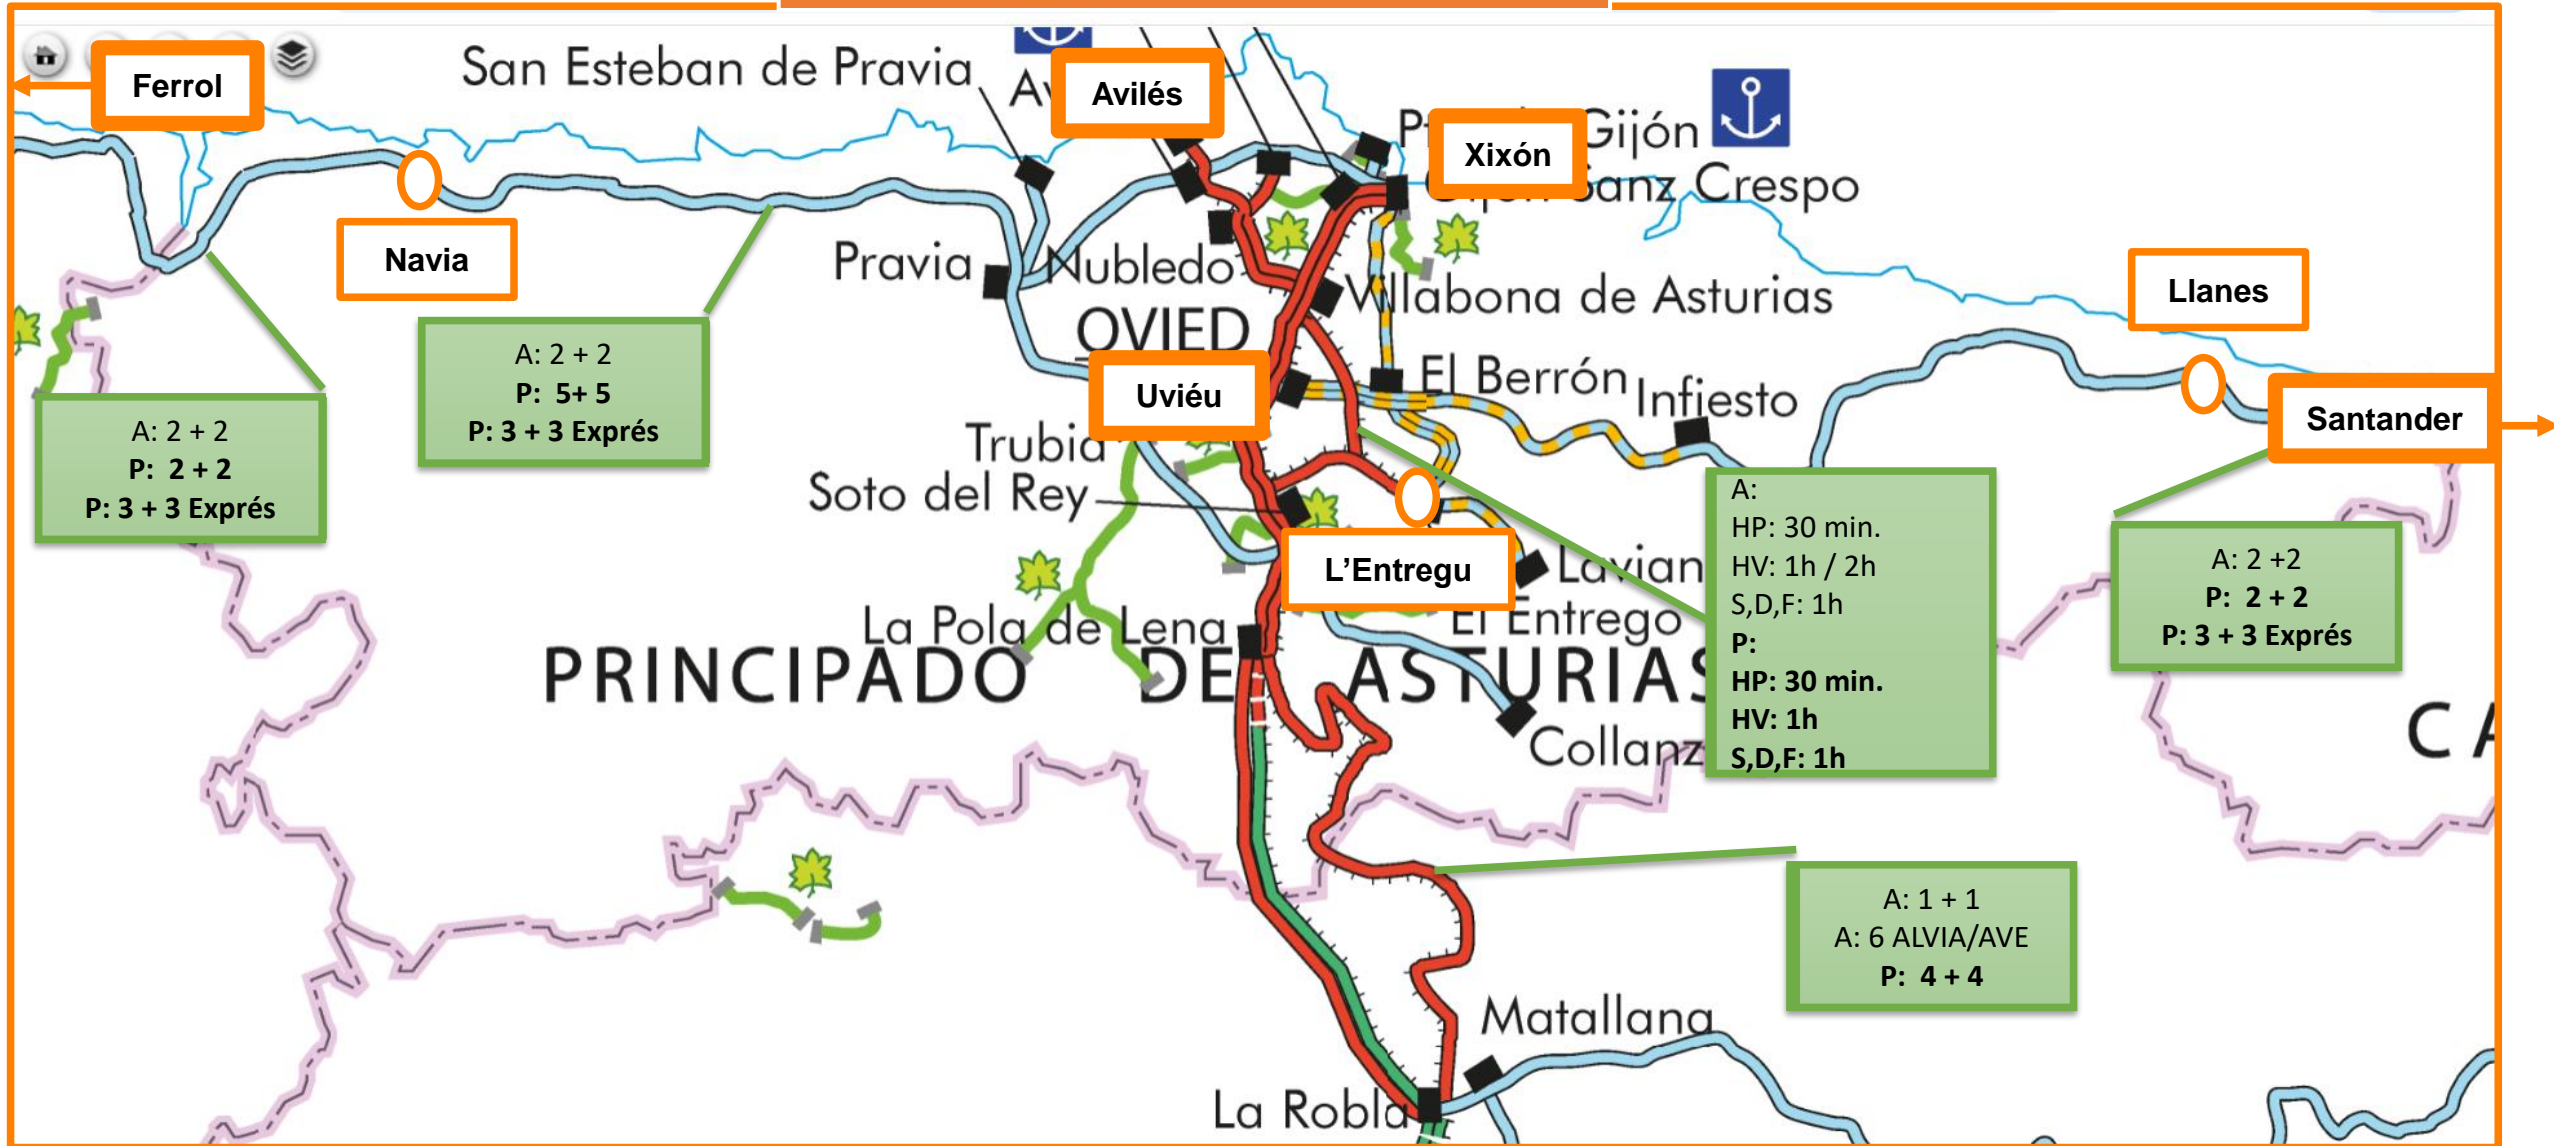 San Esteban de Pravia
Ferrol
Avilés
Gijón
Xixón
Sanz Crespo
Navia
Pravia
Nubledo
Villabona de Asturias
Llanes
OVIED
A: 2 + 2
P: 5+ 5
P: 3 + 3 Exprés
Uviéu
El Berrón
Infiesto
Santander
A: 2 + 2
P: 2 + 2
P: 3 + 3 Exprés
Trubia
Soto del Rey
A:
HP: 30 min.
HV: 1h / 2h
S,D,F: 1h
P:
HP: 30 min.
HV: 1h
S,D,F: 1h
L'Entregu
Lavian
El Entrego
A: 2 +2
P: 2 + 2
P: 3 + 3 Exprés
La Pola de Lena
PRINCIPADO DE ASTURIAS
Collanz
CA
A: 1 + 1
A: 6 ALVIA/AVE
P: 4 + 4
Matallana
La Robla